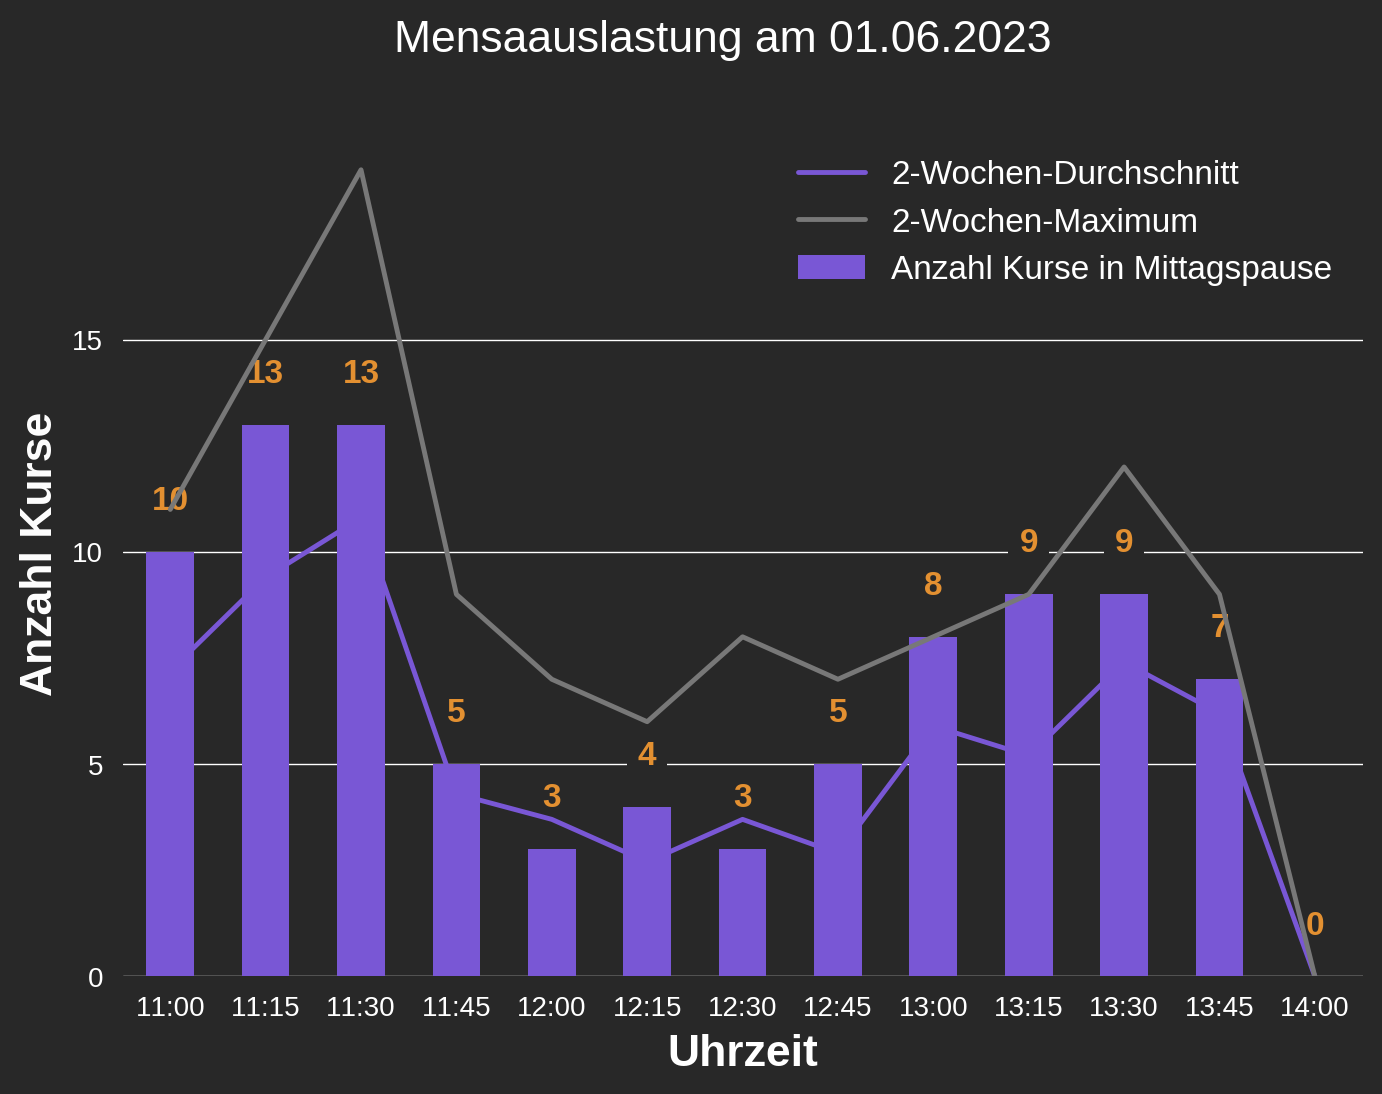 Mensaauslastung am 01.06.2023
2-Wochen-Durchschnitt
2-Wochen-Maximum
Anzahl Kurse in Mittagspause
Anzahl Kurse
15
10
5
0
10
13
13
5
3
4
3
5
8
9
9
7
0
11:00 11:15 11:30 11:45 12:00 12:15 12:30 12:45 13:00 13:15 13:30 13:45 14:00
Uhrzeit